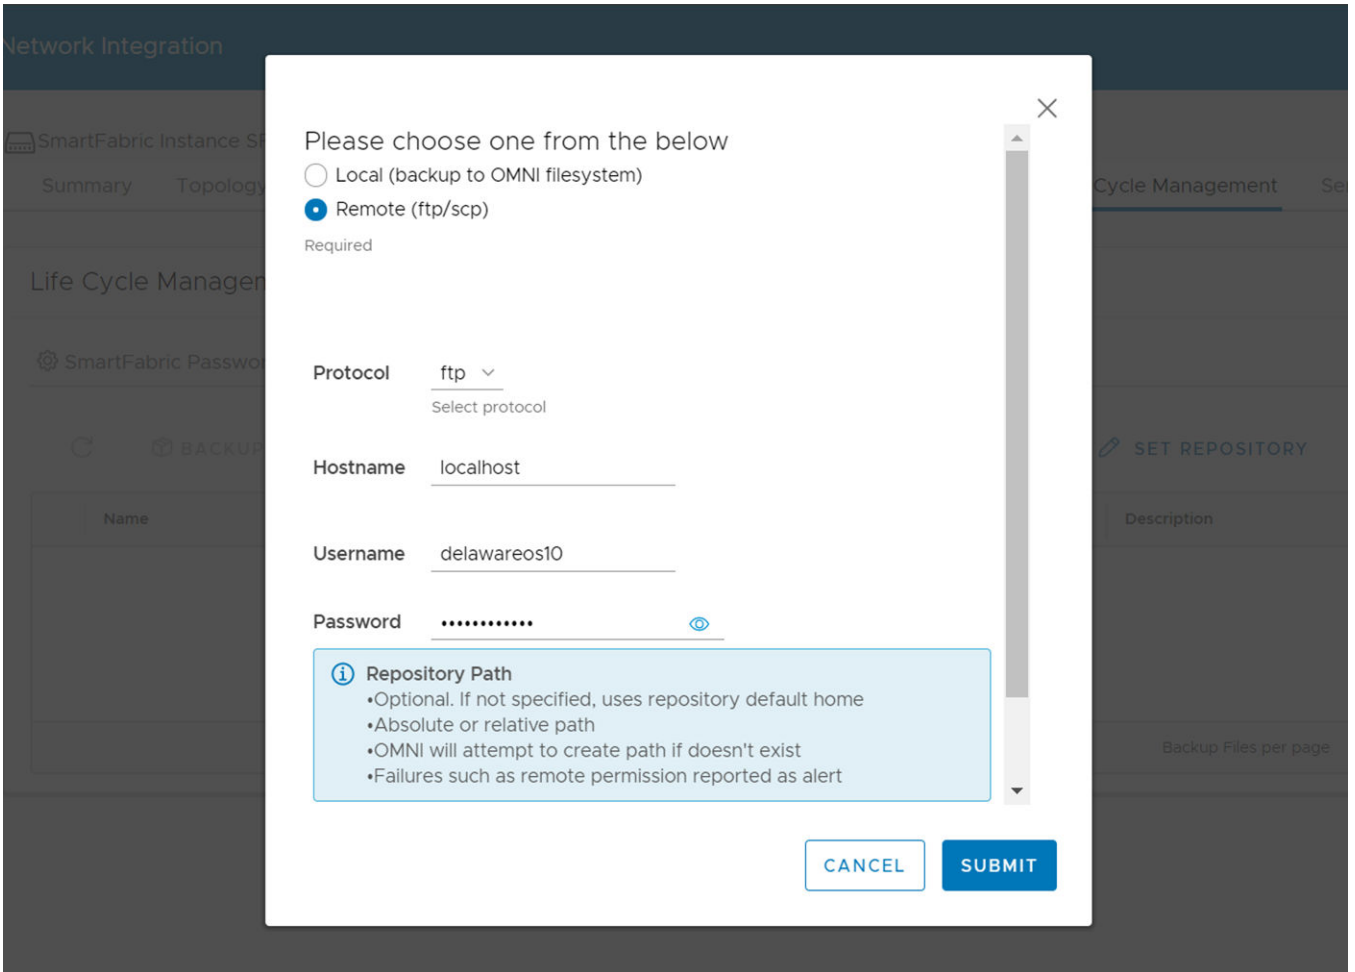 Network Integration
SmartFabric Instance SF
Summary Topology Cycle Management Se
Life Cycle Managem
SmartFabric Passwor
BACKUP SET REPOSITORY
Name Description
Backup Files per page
Please choose one from the below
Local (backup to OMNI filesystem)
Remote (ftp/scp)
Required
Protocol ftp
Select protocol
Hostname localhost
Username delawareos10
Password ••••••••••••
Repository Path
•Optional. If not specified, uses repository default home
•Absolute or relative path
•OMNI will attempt to create path if doesn't exist
•Failures such as remote permission reported as alert
CANCEL SUBMIT